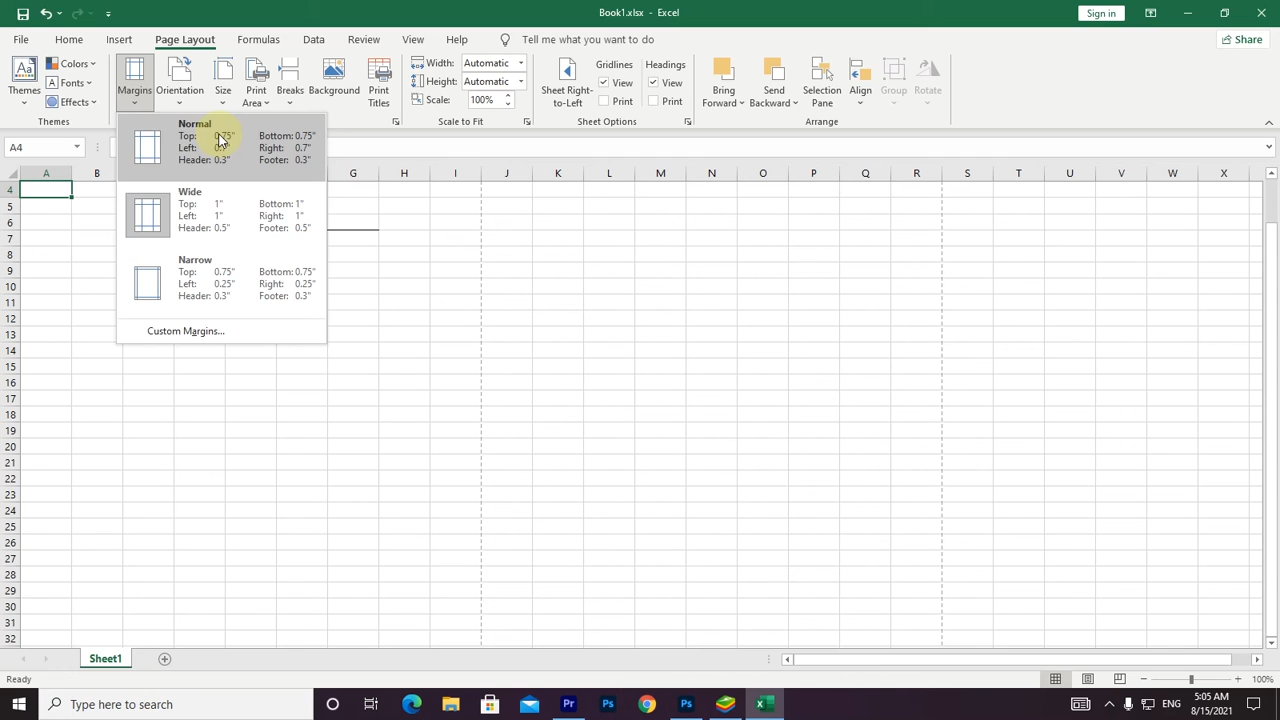 Book1.xlsx - Excel
Sign in
File Home Insert Page Layout Formulas Data Review View Help Tell me what you want to do
Share
Themes
Colors
Fonts
Effects
Margins
Orientation
Size
Print Area
Breaks
Background
Print Titles
Width: Automatic
Height: Automatic
Scale: 100%
Sheet Right-to-Left
Gridlines
View
Print
Headings
View
Print
Bring Forward
Send Backward
Selection Pane
Align
Group
Rotate
Themes
Scale to Fit
Sheet Options
Arrange
A4
Normal
Top: 0.75" Bottom: 0.75"
Left: Right: 0.7"
Header: 0.3" Footer: 0.3"
Wide
Top: 1" Bottom: 1"
Left: 1" Right: 1"
Header: 0.5" Footer: 0.5"
Narrow
Top: 0.75" Bottom: 0.75"
Left: 0.25" Right: 0.25"
Header: 0.3" Footer: 0.3"
Custom Margins...
A B G H I J K L M N O P Q R S T U V W X
4
5
6
7
8
9
10
11
12
13
14
15
16
17
18
19
20
21
22
23
24
25
26
27
28
29
30
31
32
Sheet1
Ready
100%
Type here to search
ENG
5:05 AM
8/15/2021